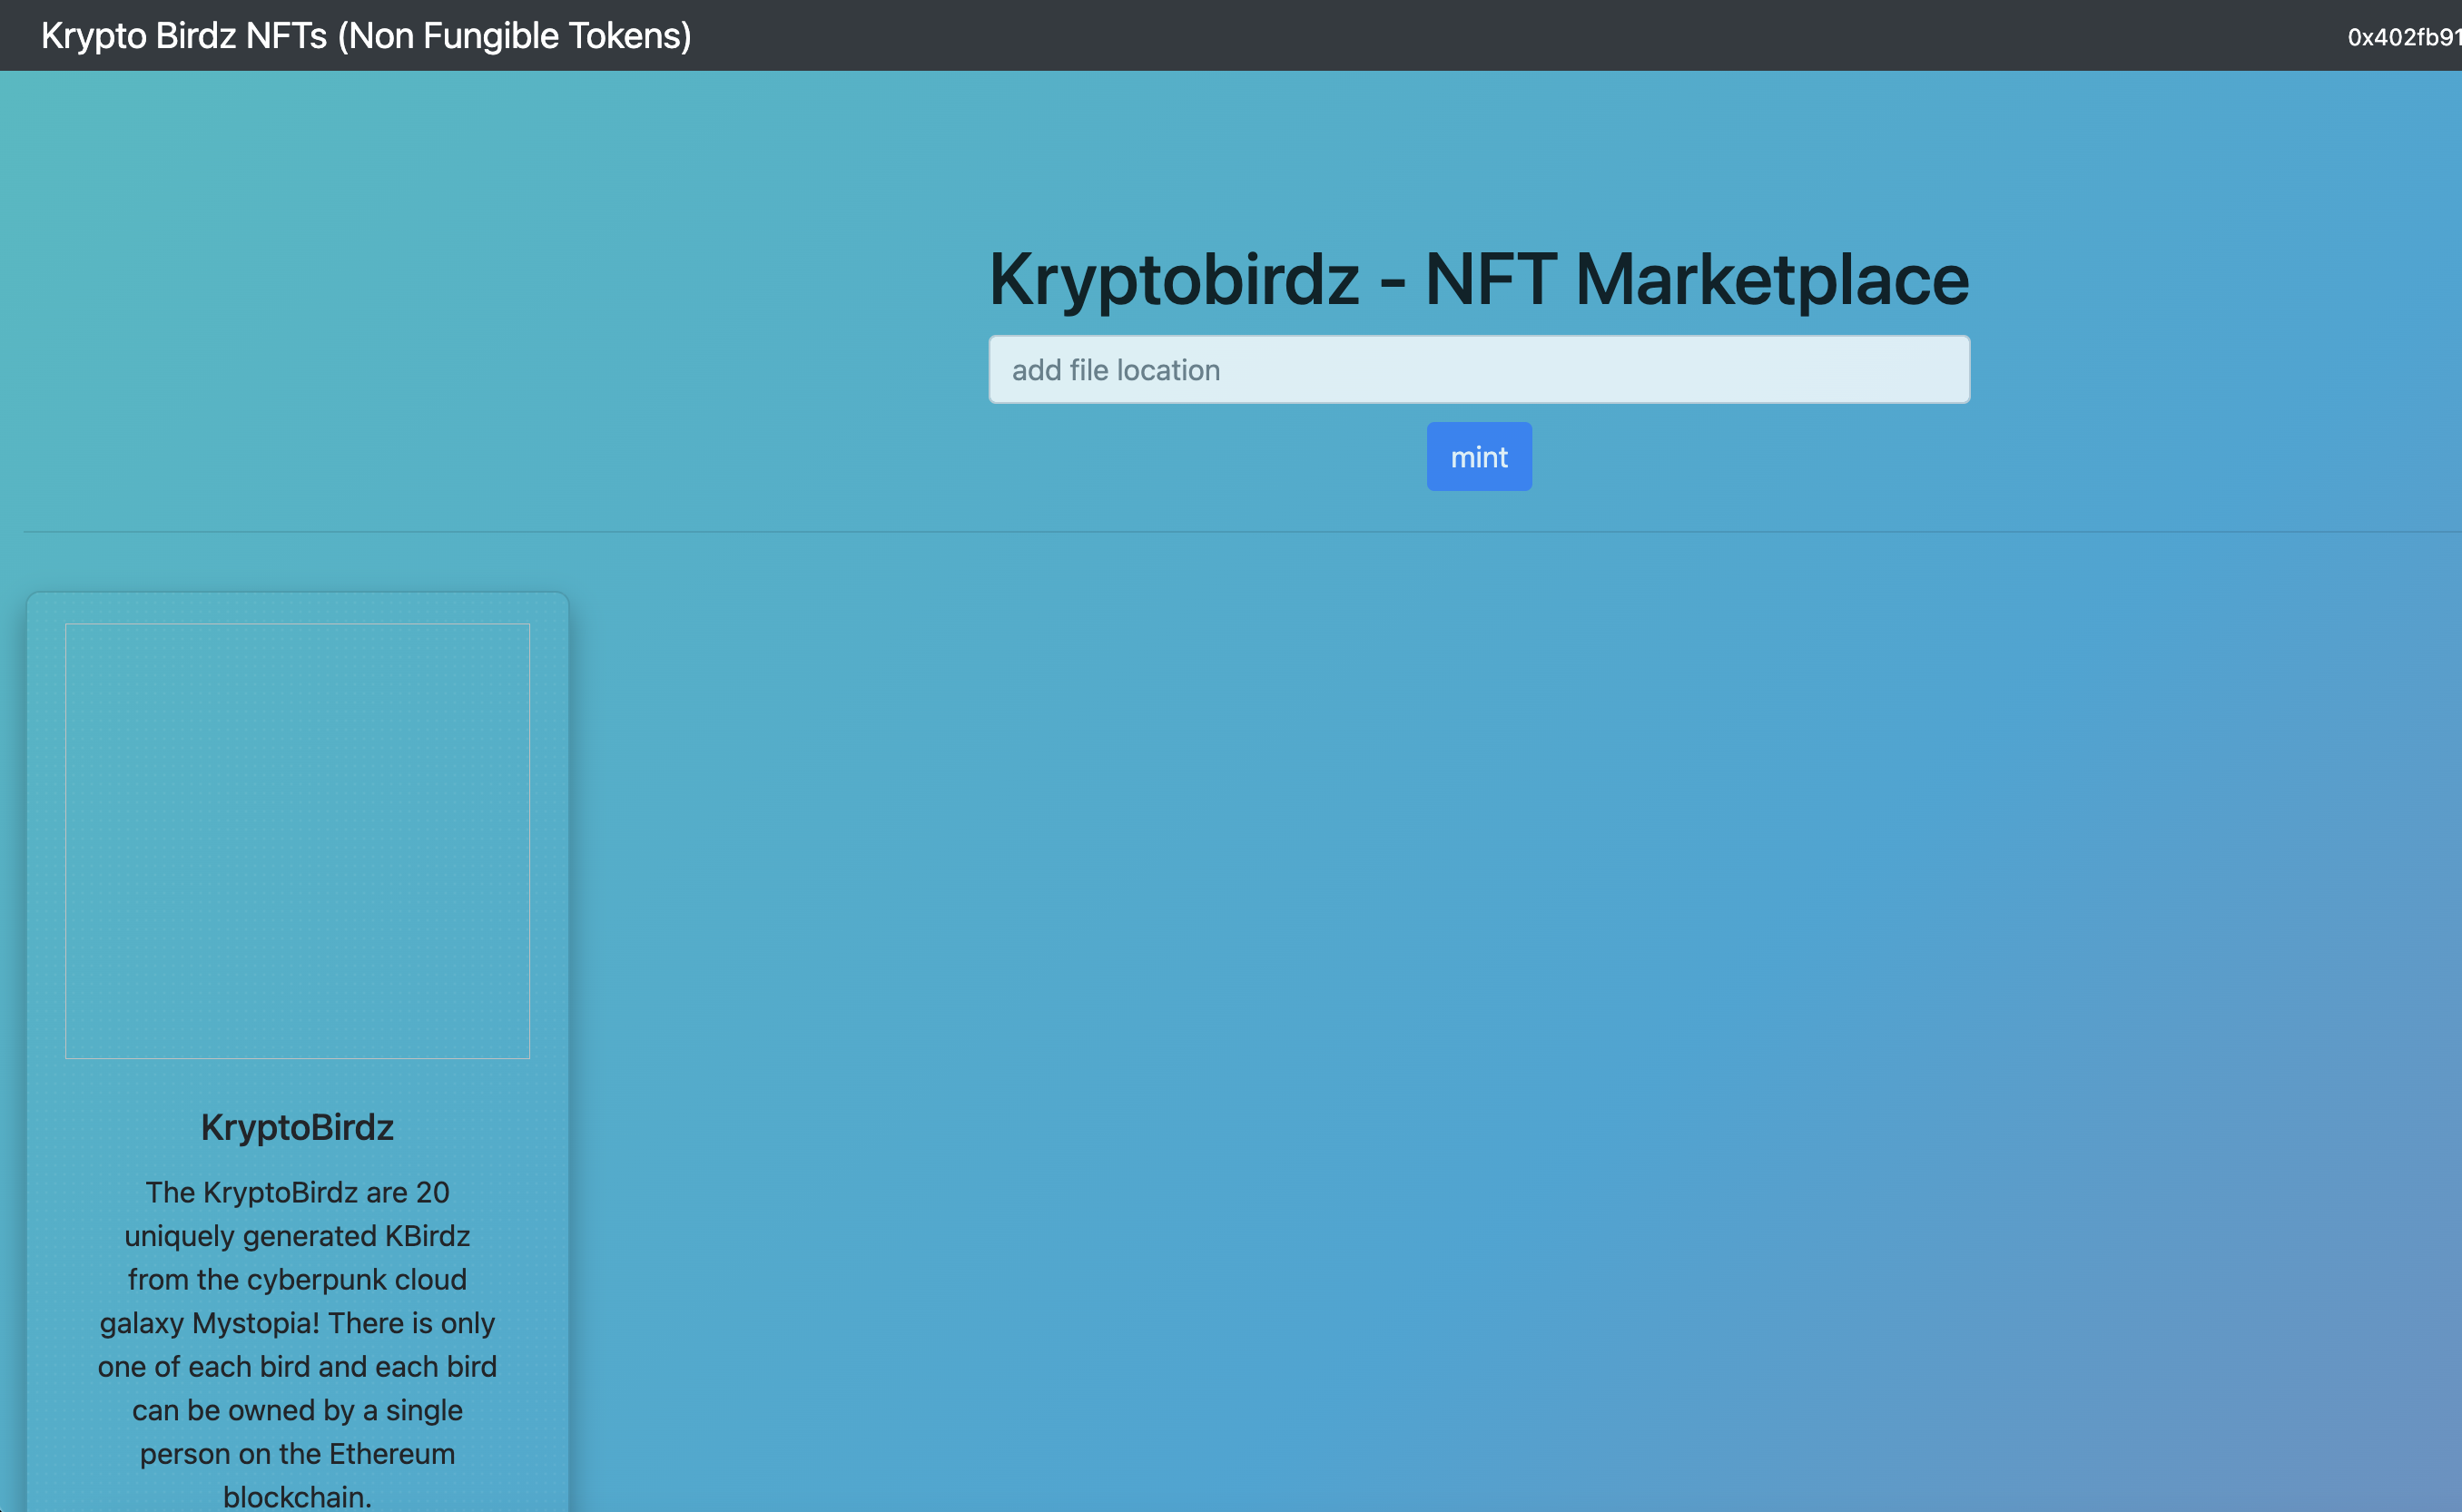 Krypto Birdz NFTs (Non Fungible Tokens)
0x402fb91
Kryptobirdz - NFT Marketplace
add file location
mint
KryptoBirdz
The KryptoBirdz are 20
uniquely generated KBirdz
from the cyberpunk cloud
galaxy Mystopia! There is only
one of each bird and each bird
can be owned by a single
person on the Ethereum
blockchain.